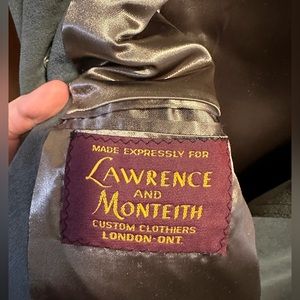 MADE EXPRESSLY FOR
LAWRENCE
AND
MONTEITH
CUSTOM CLOTHIERS
LONDON-ONT.